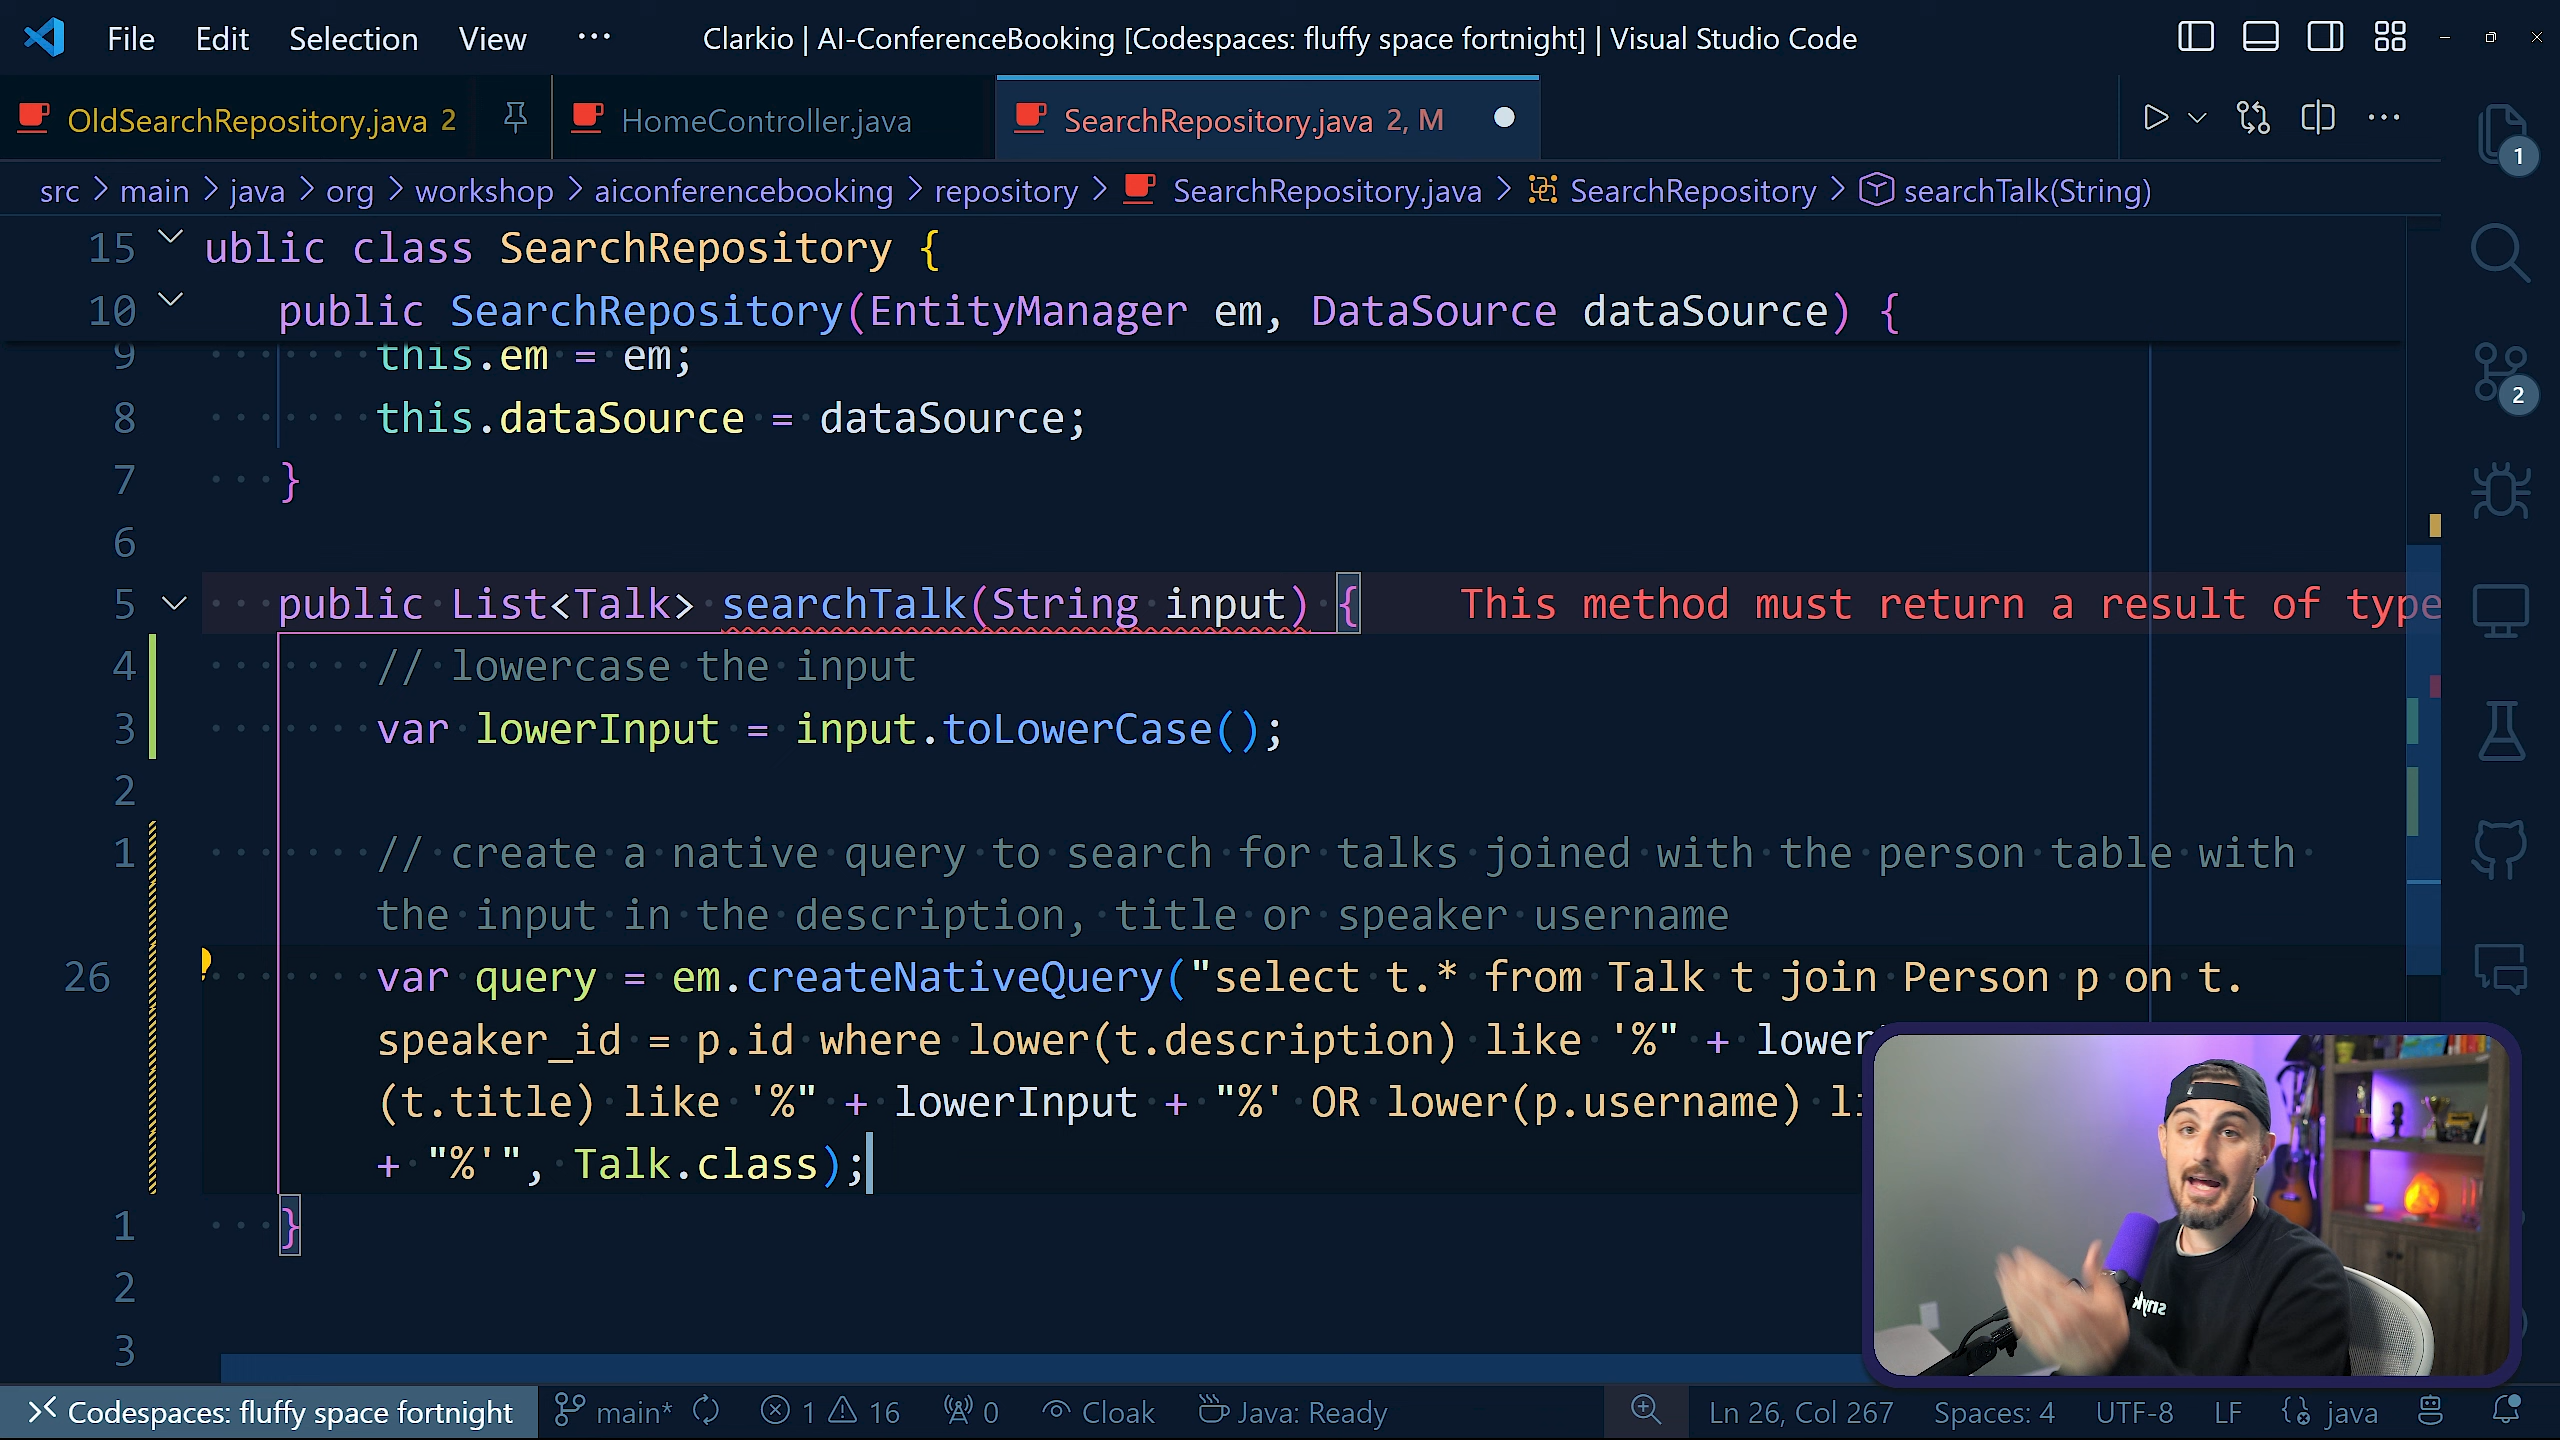 File Edit Selection View ··· Clarkio | AI-ConferenceBooking [Codespaces: fluffy space fortnight] | Visual Studio Code
OldSearchRepository.java 2 HomeController.java SearchRepository.java 2, M
1
src > main > java > org > workshop > aiconferencebooking > repository > SearchRepository.java > SearchRepository > searchTalk(String)
15 ublic class SearchRepository {
10 public SearchRepository(EntityManager em, DataSource dataSource) {
9 this.em = em;
8 this.dataSource = dataSource;
2
7 }
6
5 public List<Talk> searchTalk(String input) { This method must return a result of type
4 // lowercase the input
3 var lowerInput = input.toLowerCase();
2
1 // create a native query to search for talks joined with the person table with
the input in the description, title or speaker username
26 var query = em.createNativeQuery("select t.* from Talk t join Person p on t.
speaker_id = p.id where lower(t.description) like '%" + lower
(t.title) like '%" + lowerInput + "%' OR lower(p.username) li
+ "%'", Talk.class);
1 }
2
3
snyk
Codespaces: fluffy space fortnight main* 1 16 0 Cloak Java: Ready Ln 26, Col 267 Spaces: 4 UTF-8 LF java